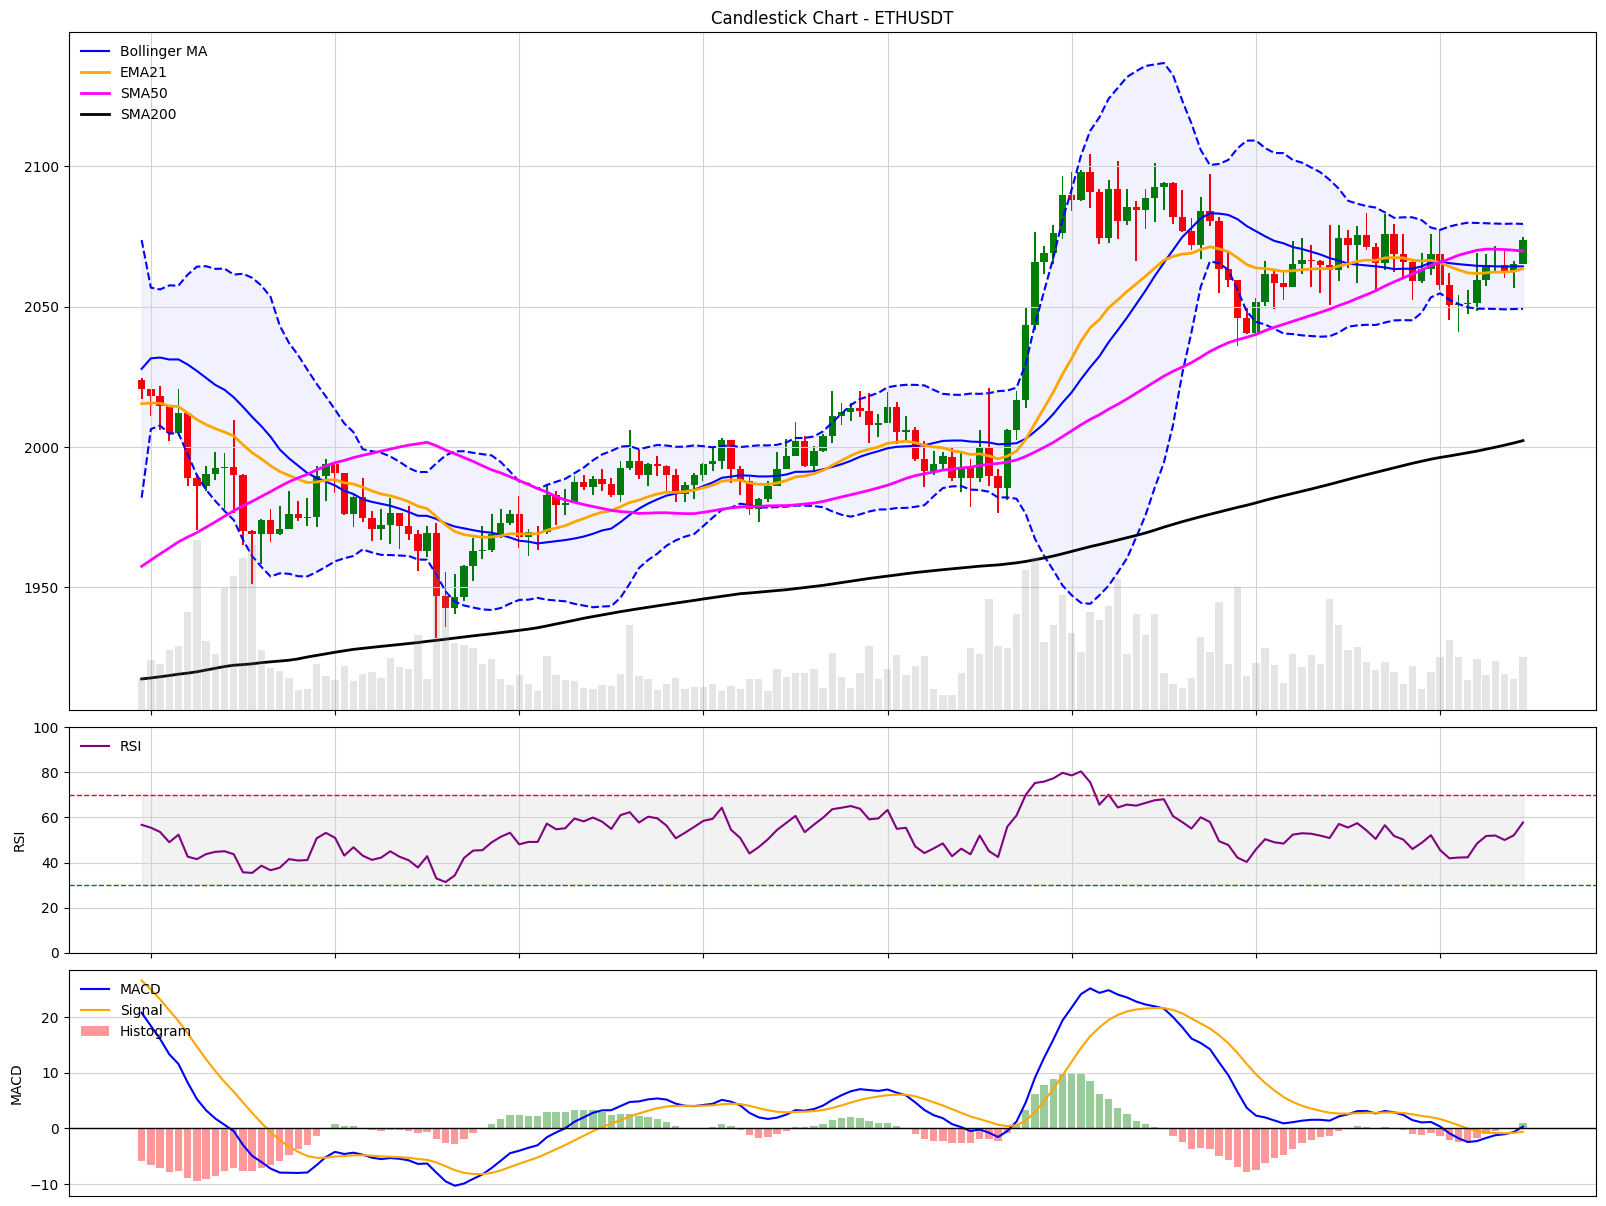 Candlestick Chart - ETHUSDT
Bollinger MA
EMA21
SMA50
SMA200
2100
2050
2000
1950
100
RSI
80
60
RSI
40
20
0
MACD
Signal
20
Histogram
10
MACD
0
−10